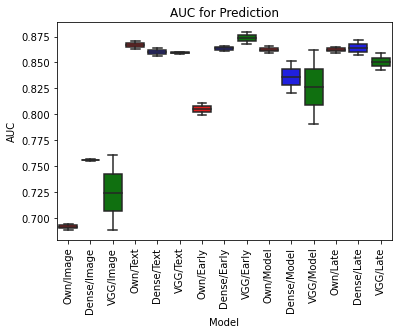 AUC for Prediction
AUC
0.875
0.850
0.825
0.800
0.775
0.750
0.725
0.700
Own/Image
Dense/Image
VGG/Image
Own/Text
Dense/Text
VGG/Text
Own/Early
Dense/Early
VGG/Early
Own/Model
Dense/Model
VGG/Model
Own/Late
Dense/Late
VGG/Late
Model